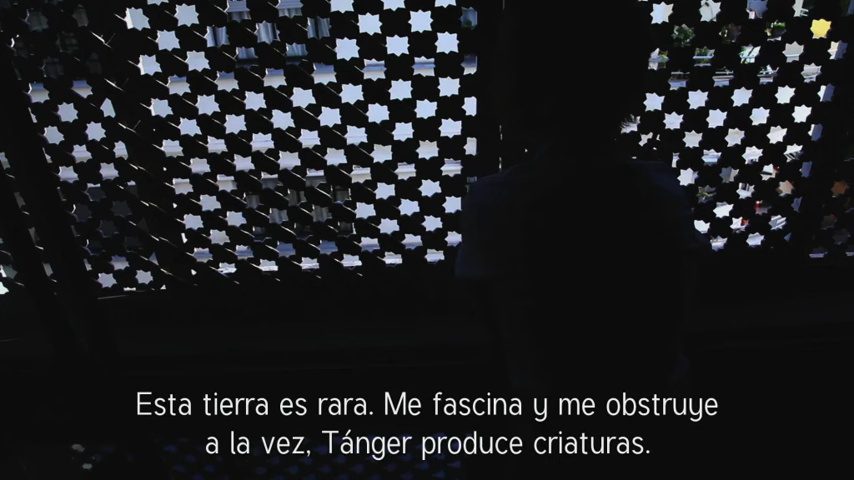 Esta tierra es rara. Me fascina y me obstruye
a la vez, Tánger produce criaturas.